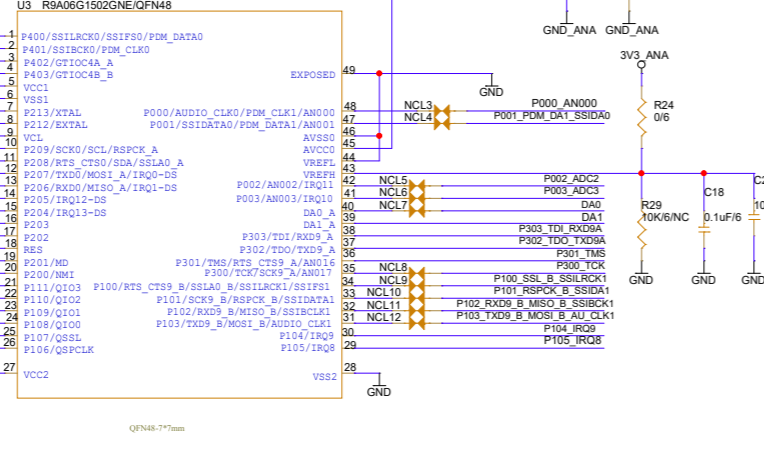 U3 R9A06G1502GNE/QFN48
GND_ANA GND_ANA
3V3_ANA
1 P400/SSILRCK0/SSIFS0/PDM_DATA0
2 P401/SSIBCK0/PDM_CLK0
3 P402/GTIOC4A_A
4 P403/GTIOC4B_B
5 VCC1
6 VSS1
7 P213/XTAL
8 P212/EXTAL
9 VCL
10 P209/SCK0/SCL/RSPCK_A
11 P208/RTS_CTS0/SDA/SSLA0_A
12 P207/TXD0/MOSI_A/IRQ0-DS
13 P206/RXD0/MISO_A/IRQ1-DS
14 P205/IRQ12-DS
15 P204/IRQ13-DS
16 P203
17 P202
18 RES
19 P201/MD
20 P200/NMI
21 P111/QIO3
22 P110/QIO2
23 P109/QIO1
24 P108/QIO0
25 P107/QSSL
26 P106/QSPCLK
27 VCC2
EXPOSED 49
GND
P000/AUDIO_CLK0/PDM_CLK1/AN000 48 NCL3 P000_AN000
P001/SSIDATA0/PDM_DATA1/AN001 47 NCL4 P001_PDM_DA1_SSIDA0
AVSS0 46
AVCC0 45
VREFL 44
VREFH 43
P002/AN002/IRQ11 42 NCL5 P002_ADC2
P003/AN003/IRQ10 41 NCL6 P003_ADC3
DA0_A 40 NCL7 DA0
DA1_A 39 DA1
P303/TDI/RXD9_A 38 P303_TDI_RXD9A
P302/TDO/TXD9_A 37 P302_TDO_TXD9A
P301/TMS/RTS_CTS9_A/AN016 36 P301_TMS
P300/TCK/SCK9_A/AN017 35 NCL8 P300_TCK
P100/RTS_CTS9_B/SSLA0_B/SSILRCK1/SSIFS1 34 NCL9 P100_SSL_B_SSILRCK1
P101/SCK9_B/RSPCK_B/SSIDATA1 33 NCL10 P101_RSPCK_B_SSIDA1
P102/RXD9_B/MISO_B/SSIBCLK1 32 NCL11 P102_RXD9_B_MISO_B_SSIBCK1
P103/TXD9_B/MOSI_B/AUDIO_CLK1 31 NCL12 P103_TXD9_B_MOSI_B_AU_CLK1
P104/IRQ9 30 P104_IRQ9
P105/IRQ8 29 P105_IRQ8
VSS2 28
GND
R24
0/6
R29
10K/6/NC
C18
0.1uF/6
10
GND GND GND
QFN48-7*7mm